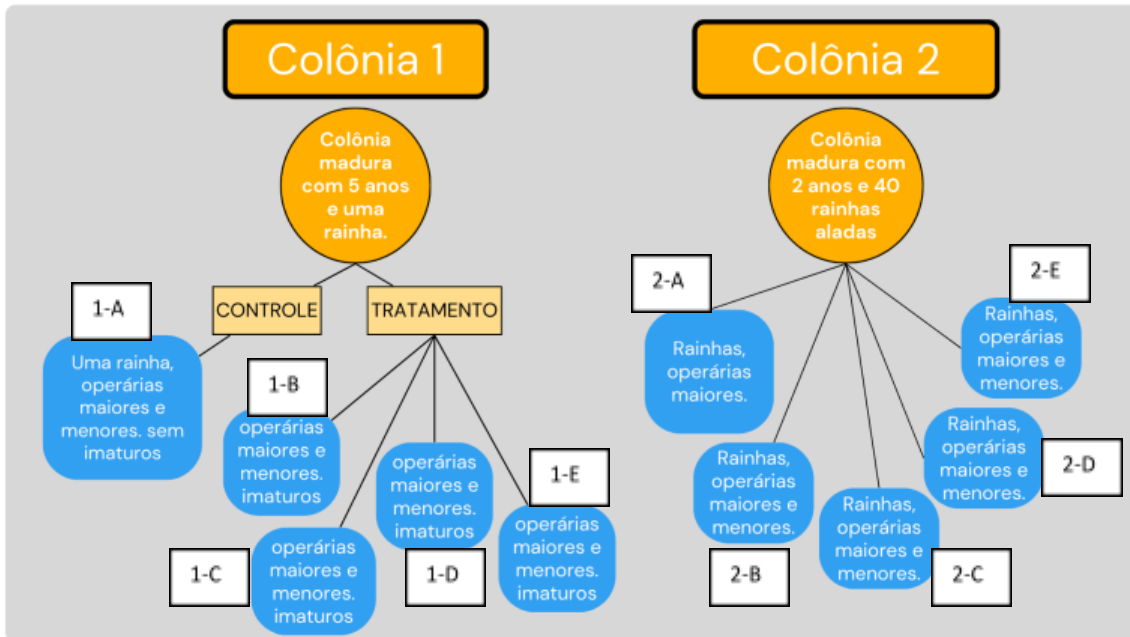 Colônia 1
Colônia
madura
com 5 anos
e uma
rainha.
CONTROLE
TRATAMENTO
1-A
Uma rainha,
operárias
maiores e
menores. sem
imaturos
1-B
operárias
maiores e
menores.
imaturos
1-C
operárias
maiores e
menores.
imaturos
1-D
operárias
maiores e
menores.
imaturos
1-E
operárias
maiores e
menores.
imaturos
Colônia 2
Colônia
madura com
2 anos e 40
rainhas
aladas
2-A
Rainhas,
operárias
maiores.
2-B
Rainhas,
operárias
maiores e
menores.
2-C
Rainhas,
operárias
maiores e
menores.
2-D
Rainhas,
operárias
maiores e
menores.
2-E
Rainhas,
operárias
maiores e
menores.